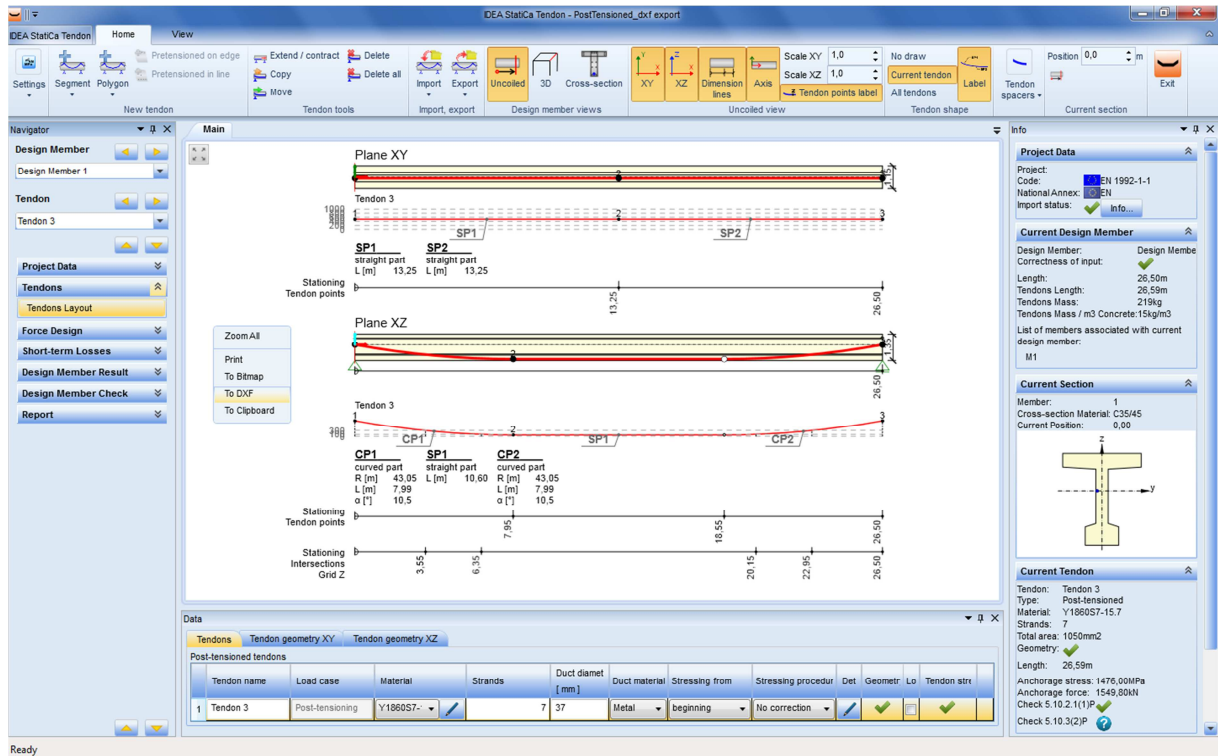 IDEA StatiCa Tendon - PostTensioned_dxf export
IDEA StatiCa Tendon Home View
Settings
Segment Polygon
Pretensioned on edge
Pretensioned in line
New tendon
Extend / contract Delete
Copy Delete all
Move
Tendon tools
Import Export
Import, export
Uncoiled 3D Cross-section
Design member views
XY XZ Dimension lines Axis
Scale XY 1,0
Scale XZ 1,0
Tendon points label
Uncoiled view
No draw
Current tendon
All tendons
Label
Tendon shape
Tendon spacers
Position 0,0 m
Current section
Exit
Navigator
Design Member
Design Member 1
Tendon
Tendon 3
Project Data
Tendons
Tendons Layout
Force Design
Short-term Losses
Design Member Result
Design Member Check
Report
Main
Plane XY
1,15
Tendon 3
1000
1 2 3
SP1 SP2
SP1 SP2
straight part straight part
L [m] 13,25 L [m] 13,25
Stationing
Tendon points
13,25 26,50
Plane XZ
2
1,35
26,50
Zoom All
Print
To Bitmap
To DXF
To Clipboard
Tendon 3
1 2 3
CP1 SP1 CP2
CP1 SP1 CP2
curved part straight part curved part
R [m] 43,05 L [m] 10,60 R [m] 43,05
L [m] 7,99 L [m] 7,99
α [°] 10,5 α [°] 10,5
Stationing
Tendon points
7,95 18,55 26,50
Stationing
Intersections
Grid Z
3,55 6,35 20,15 22,95 26,50
Data
Tendons Tendon geometry XY Tendon geometry XZ
Post-tensioned tendons
Tendon name Load case Material Strands Duct diamet [ mm ] Duct material Stressing from Stressing procedur Det Geometr Lo Tendon stre
1 Tendon 3 Post-tensioning Y1860S7- 7 37 Metal beginning No correction
Info
Project Data
Project:
Code: EN 1992-1-1
National Annex: EN
Import status: Info...
Current Design Member
Design Member: Design Membe
Correctness of input:
Length: 26,50m
Tendons Length: 26,59m
Tendons Mass: 219kg
Tendons Mass / m3 Concrete:15kg/m3
List of members associated with current
design member:
M1
Current Section
Member: 1
Cross-section Material: C35/45
Current Position: 0,00
z
y
Current Tendon
Tendon: Tendon 3
Type: Post-tensioned
Material: Y1860S7-15.7
Strands: 7
Total area: 1050mm2
Geometry:
Length: 26,59m
Anchorage stress: 1476,00MPa
Anchorage force: 1549,80kN
Check 5.10.2.1(1)P
Check 5.10.3(2)P
Ready